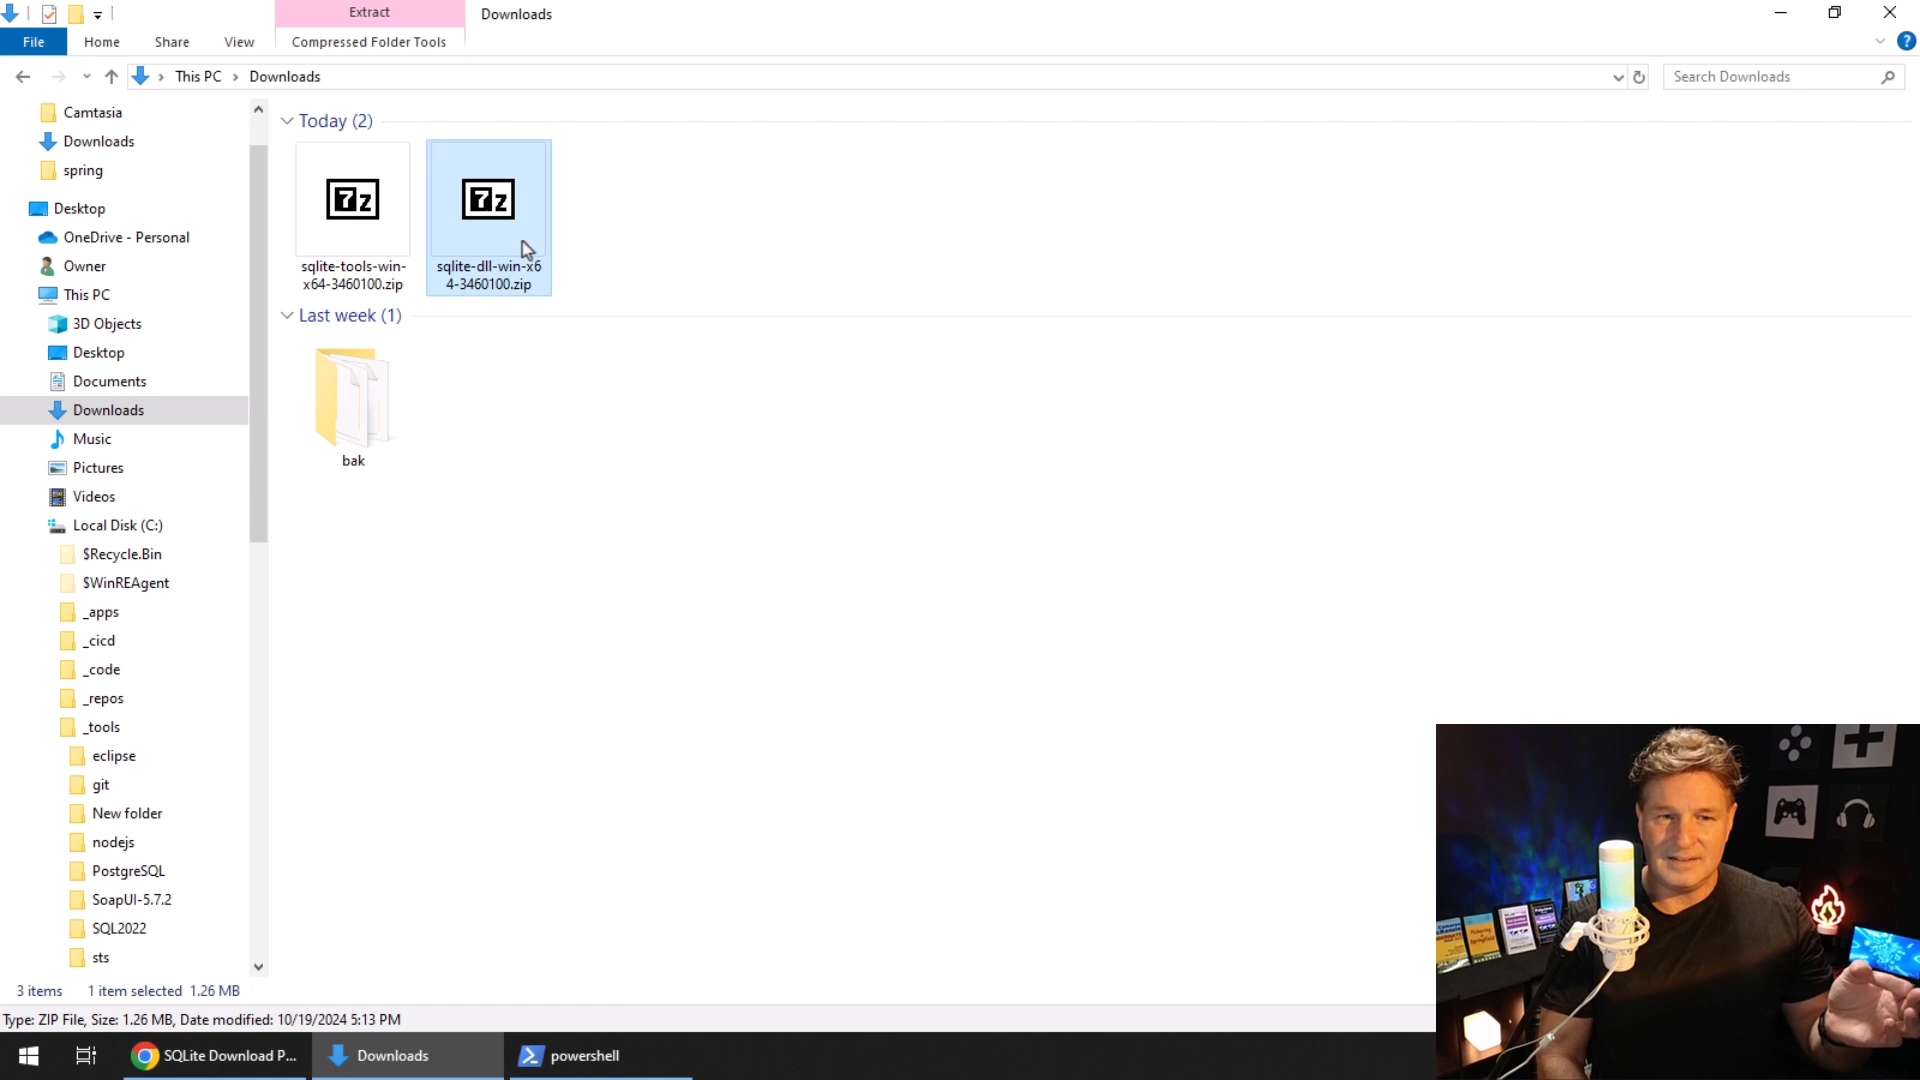 Extract
Downloads
File
Home
Share
View
Compressed Folder Tools
This PC
Downloads
Search Downloads
Camtasia
Downloads
spring
Desktop
OneDrive - Personal
Owner
This PC
3D Objects
Desktop
Documents
Downloads
Music
Pictures
Videos
Local Disk (C:)
$Recycle.Bin
$WinREAgent
_apps
_cicd
_code
_repos
_tools
eclipse
git
New folder
nodejs
PostgreSQL
SoapUI-5.7.2
SQL2022
sts
Today (2)
7z
sqlite-tools-win-
x64-3460100.zip
7z
sqlite-dll-win-x6
4-3460100.zip
Last week (1)
bak
3 items 1 item selected 1.26 MB
Type: ZIP File, Size: 1.26 MB, Date modified: 10/19/2024 5:13 PM
SQLite Download P...
Downloads
powershell